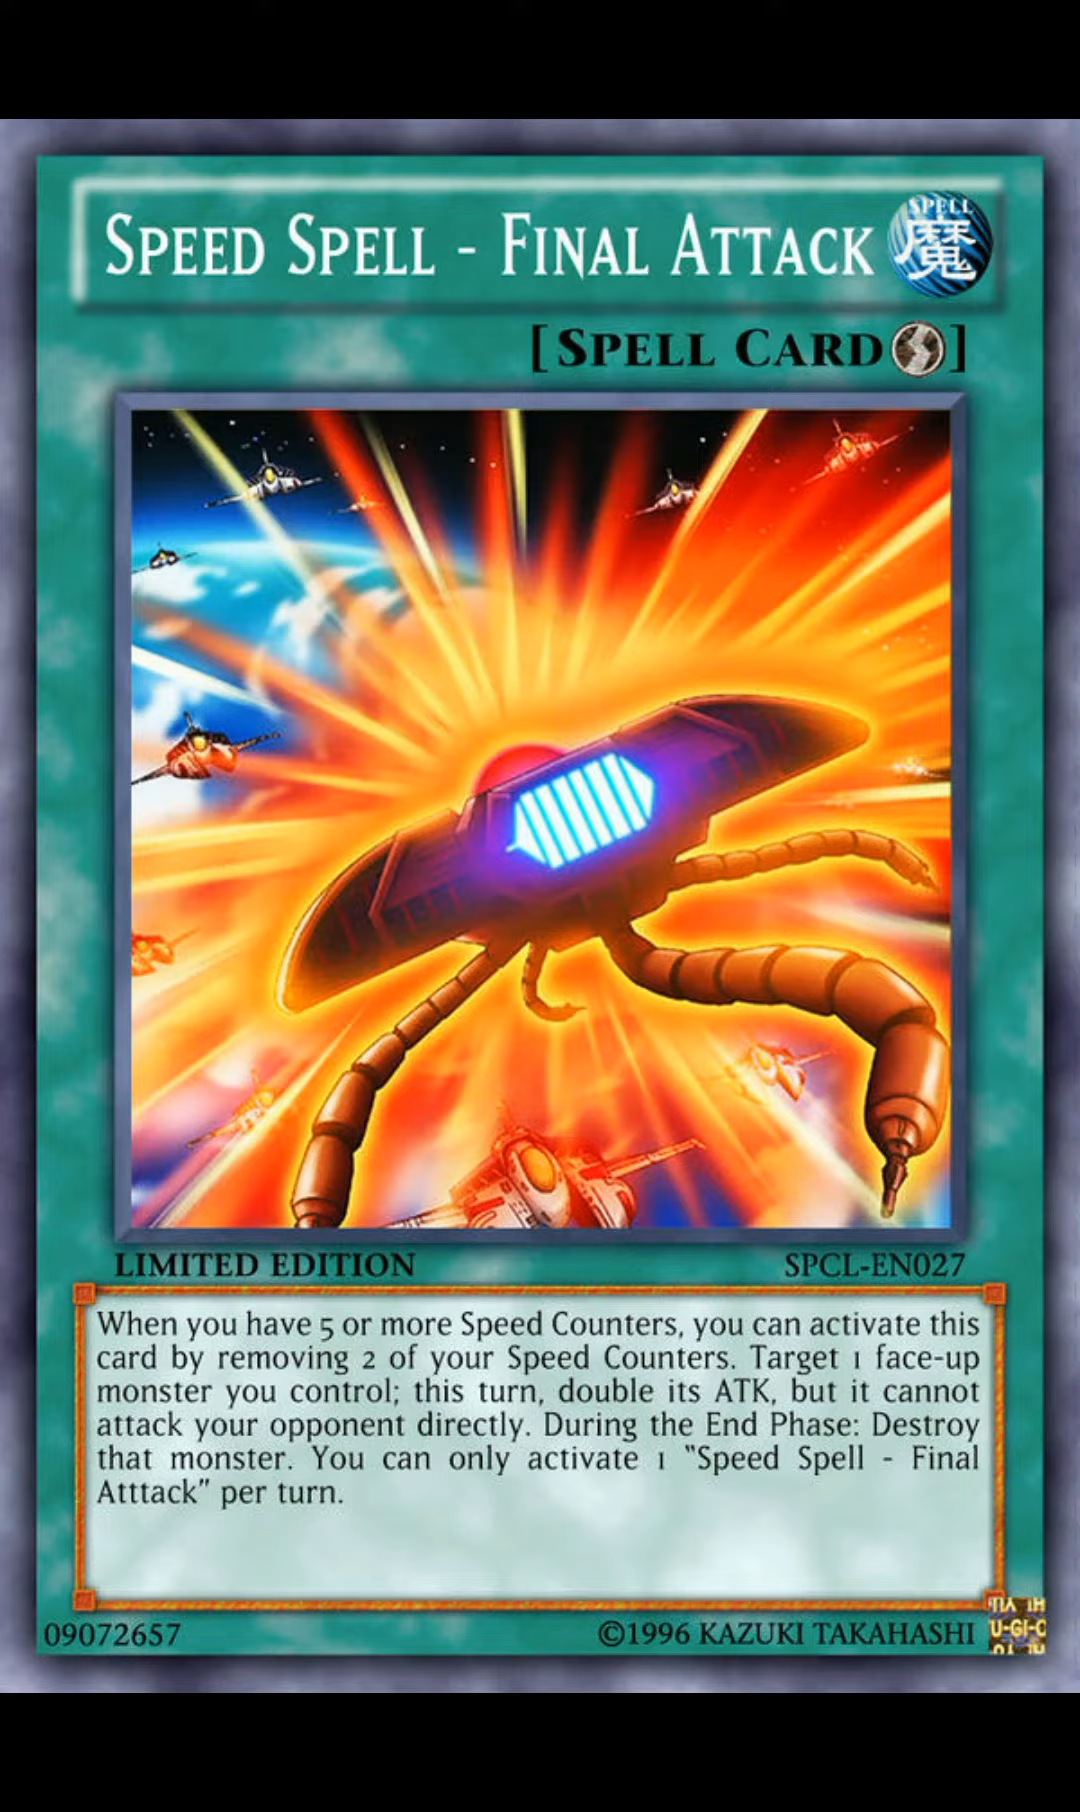 SPEED SPELL - FINAL ATTACK
SPELL
魔
[SPELL CARD]
LIMITED EDITION
SPCL-EN027
When you have 5 or more Speed Counters, you can activate this
card by removing 2 of your Speed Counters. Target 1 face-up
monster you control; this turn, double its ATK, but it cannot
attack your opponent directly. During the End Phase: Destroy
that monster. You can only activate 1 "Speed Spell - Final
Atttack" per turn.
09072657
©1996 KAZUKI TAKAHASHI
U-GI-O